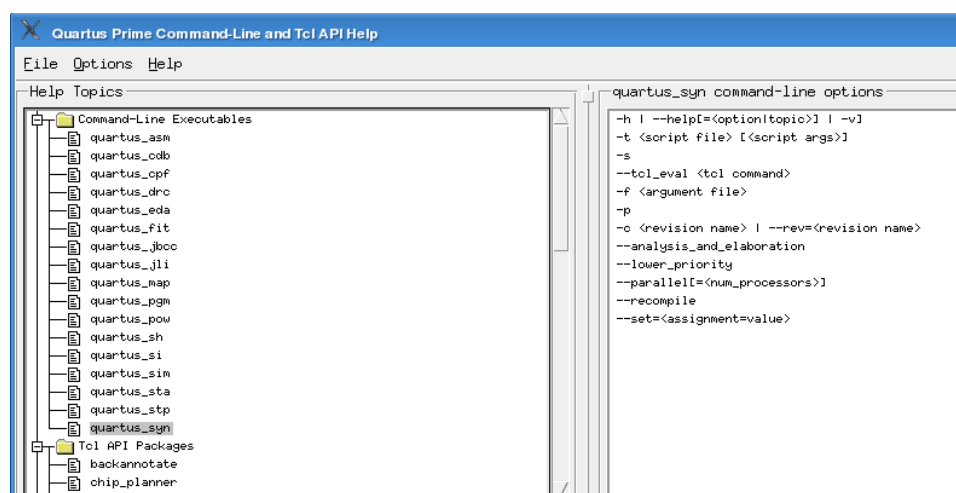 Quartus Prime Command-Line and Tcl API Help
File Options Help
Help Topics
Command-Line Executables
quartus_asm
quartus_cdb
quartus_cpf
quartus_drc
quartus_eda
quartus_fit
quartus_jbcc
quartus_jli
quartus_map
quartus_pgm
quartus_pow
quartus_sh
quartus_si
quartus_sim
quartus_sta
quartus_stp
quartus_syn
Tcl API Packages
backannotate
chip_planner
quartus_syn command-line options
-h | --help[=<option|topic>] | -v]
-t <script file> [<script args>]
-s
--tcl_eval <tcl command>
-f <argument file>
-p
-c <revision name> | --rev=<revision name>
--analysis_and_elaboration
--lower_priority
--parallel[=<num_processors>]
--recompile
--set=<assignment=value>